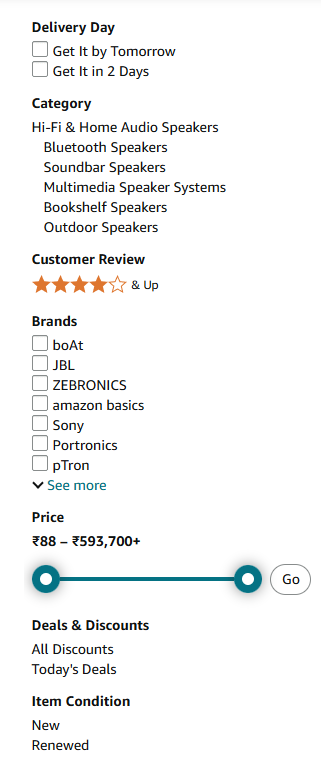 Delivery Day
Get It by Tomorrow
Get It in 2 Days
Category
Hi-Fi & Home Audio Speakers
Bluetooth Speakers
Soundbar Speakers
Multimedia Speaker Systems
Bookshelf Speakers
Outdoor Speakers
Customer Review
& Up
Brands
boAt
JBL
ZEBRONICS
amazon basics
Sony
Portronics
pTron
See more
Price
₹88 – ₹593,700+
Go
Deals & Discounts
All Discounts
Today's Deals
Item Condition
New
Renewed